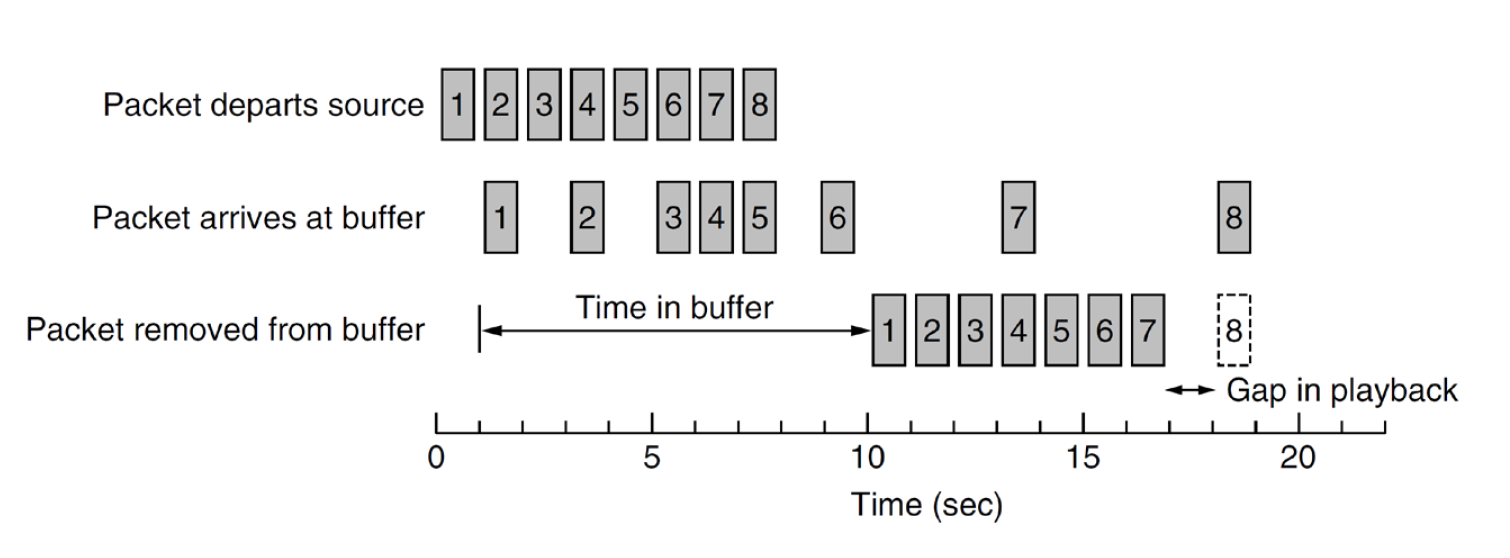 Packet departs source 1 2 3 4 5 6 7 8
Packet arrives at buffer 1 2 3 4 5 6 7 8
Time in buffer
Packet removed from buffer 1 2 3 4 5 6 7 8
Gap in playback
0 5 10 15 20
Time (sec)